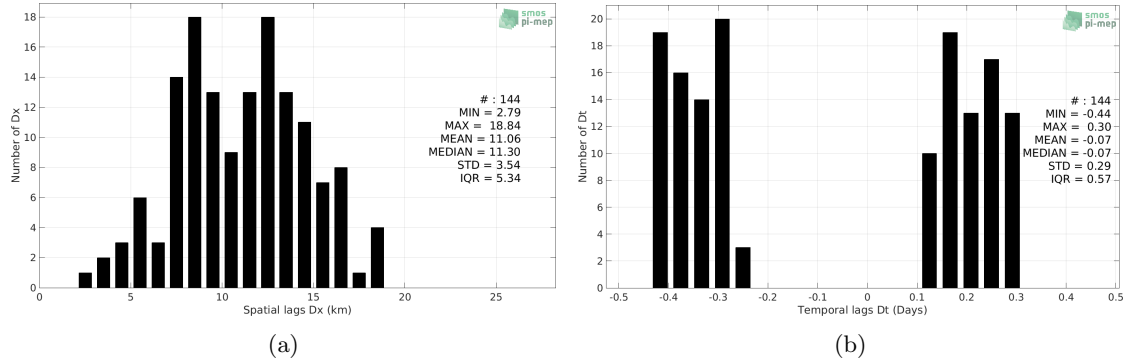 smos
pi-mep
18
16
14
12
10
8
6
4
2
0
Number of Dx
# : 144
MIN = 2.79
MAX = 18.84
MEAN = 11.06
MEDIAN = 11.30
STD = 3.54
IQR = 5.34
0 5 10 15 20 25
Spatial lags Dx (km)
(a)
smos
pi-mep
20
18
16
14
12
10
8
6
4
2
0
Number of Dt
# : 144
MIN = -0.44
MAX = 0.30
MEAN = -0.07
MEDIAN = -0.07
STD = 0.29
IQR = 0.57
-0.5 -0.4 -0.3 -0.2 -0.1 0 0.1 0.2 0.3 0.4 0.5
Temporal lags Dt (Days)
(b)